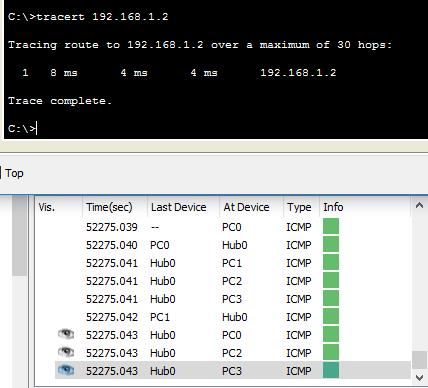 C:\>tracert 192.168.1.2
Tracing route to 192.168.1.2 over a maximum of 30 hops:
1 8 ms 4 ms 4 ms 192.168.1.2
Trace complete.
C:\>
Top
Vis. Time(sec) Last Device At Device Type Info
52275.039 -- PC0 ICMP
52275.040 PC0 Hub0 ICMP
52275.041 Hub0 PC1 ICMP
52275.041 Hub0 PC2 ICMP
52275.041 Hub0 PC3 ICMP
52275.042 PC1 Hub0 ICMP
52275.043 Hub0 PC0 ICMP
52275.043 Hub0 PC2 ICMP
52275.043 Hub0 PC3 ICMP